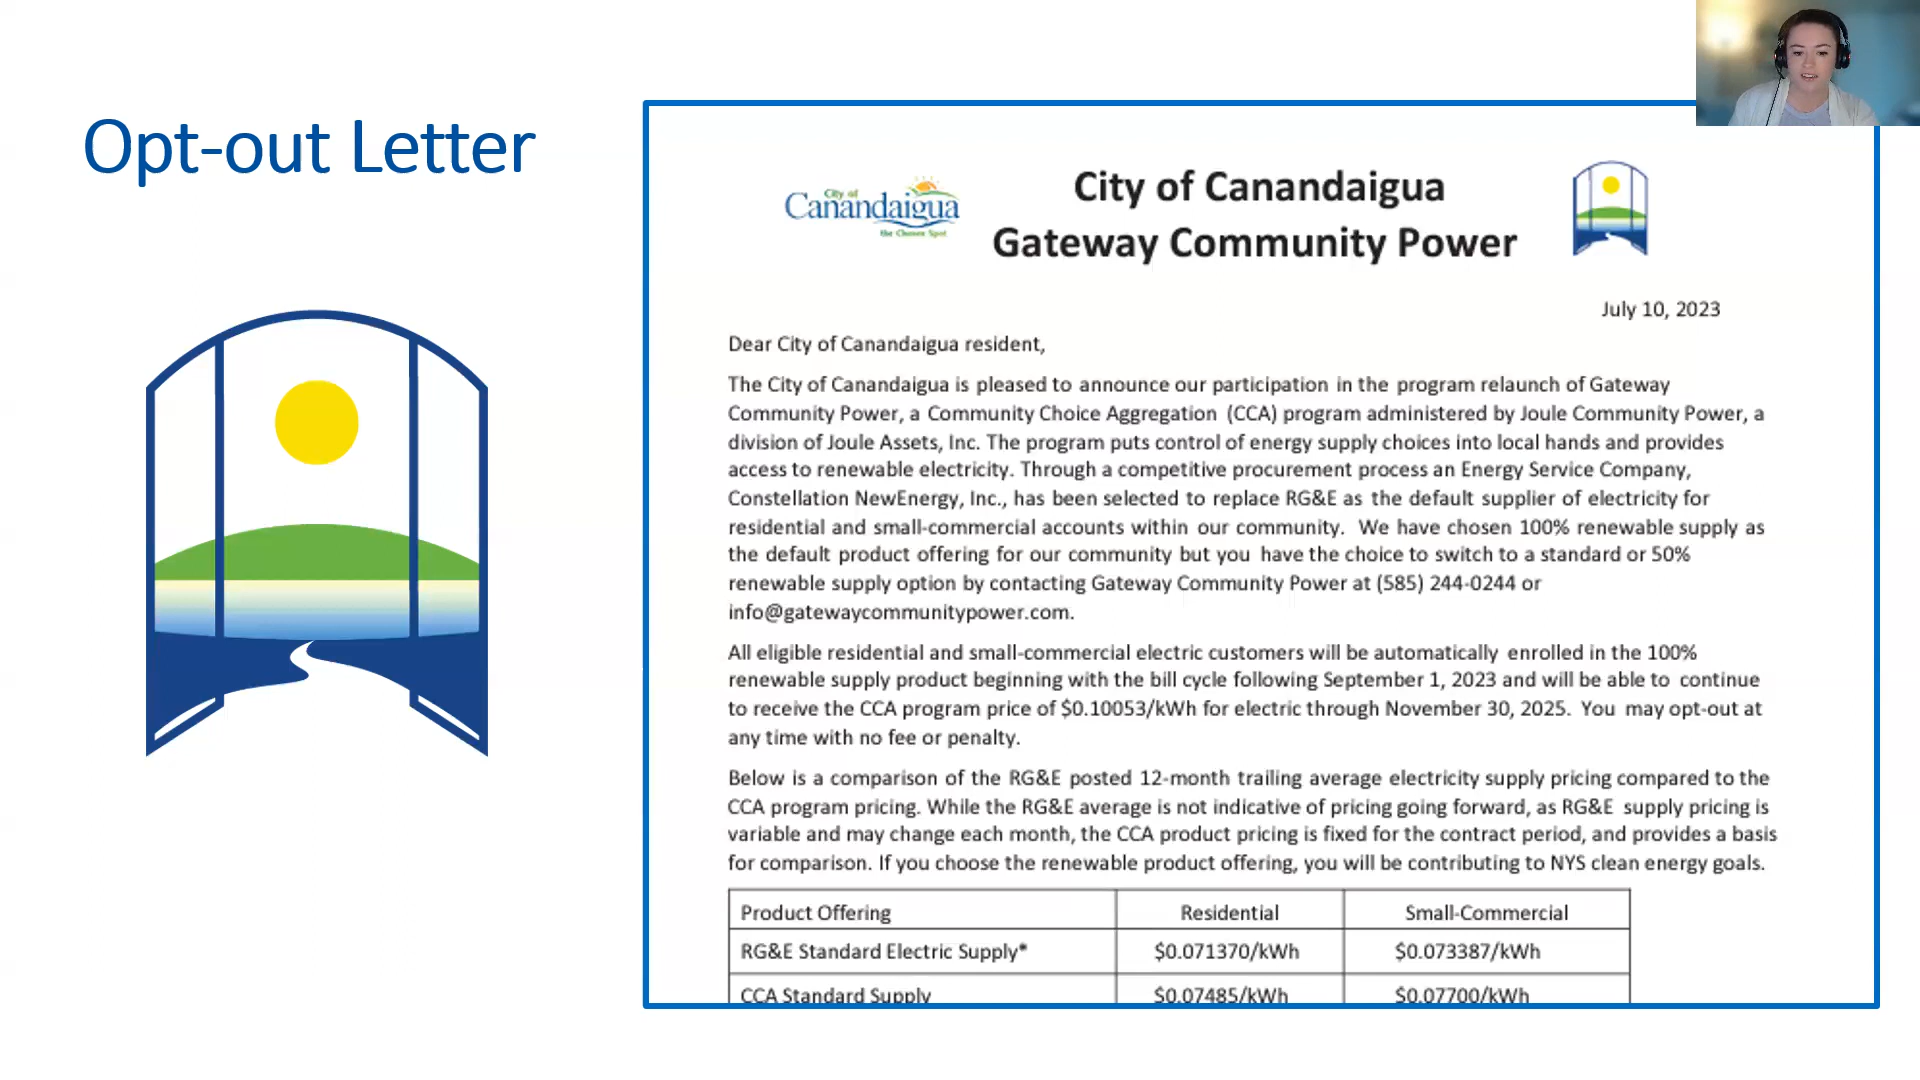 Opt-out Letter
City of
Canandaigua
the Chosen Spot
City of Canandaigua
Gateway Community Power
July 10, 2023
Dear City of Canandaigua resident,
The City of Canandaigua is pleased to announce our participation in the program relaunch of Gateway
Community Power, a Community Choice Aggregation (CCA) program administered by Joule Community Power, a
division of Joule Assets, Inc. The program puts control of energy supply choices into local hands and provides
access to renewable electricity. Through a competitive procurement process an Energy Service Company,
Constellation NewEnergy, Inc., has been selected to replace RG&E as the default supplier of electricity for
residential and small-commercial accounts within our community. We have chosen 100% renewable supply as
the default product offering for our community but you have the choice to switch to a standard or 50%
renewable supply option by contacting Gateway Community Power at (585) 244-0244 or
info@gatewaycommunitypower.com.
All eligible residential and small-commercial electric customers will be automatically enrolled in the 100%
renewable supply product beginning with the bill cycle following September 1, 2023 and will be able to continue
to receive the CCA program price of $0.10053/kWh for electric through November 30, 2025. You may opt-out at
any time with no fee or penalty.
Below is a comparison of the RG&E posted 12-month trailing average electricity supply pricing compared to the
CCA program pricing. While the RG&E average is not indicative of pricing going forward, as RG&E supply pricing is
variable and may change each month, the CCA product pricing is fixed for the contract period, and provides a basis
for comparison. If you choose the renewable product offering, you will be contributing to NYS clean energy goals.
Product Offering Residential Small-Commercial
RG&E Standard Electric Supply* $0.071370/kWh $0.073387/kWh
CCA Standard Supply $0.07485/kWh $0.07700/kWh